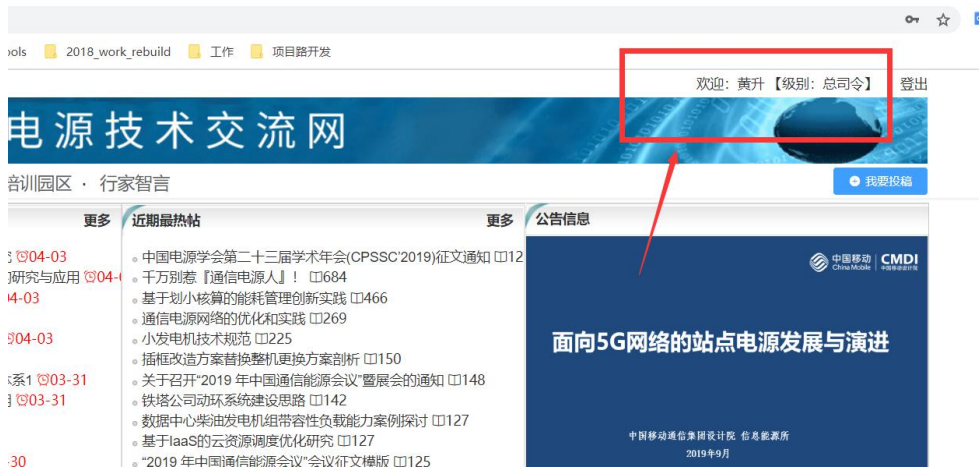 2018_work_rebuild 工作 项目路开发
欢迎：黄升【级别：总司令】 登出
电源技术交流网
培训园区 · 行家智言
我要投稿
更多 近期最热帖 更多 公告信息
04-03
中国电源学会第二十三届学术年会(CPSSC'2019)征文通知 12
研究与应用 04-
千万别惹『通信电源人』！ 684
4-03
基于划小核算的能耗管理创新实践 466
通信电源网络的优化和实践 269
04-03
小发电机技术规范 225
插框改造方案替换整机更换方案剖析 150
系1 03-31
关于召开“2019 年中国通信能源会议”暨展会的通知 148
03-31
铁塔公司动环系统建设思路 142
数据中心柴油发电机组带容性负载能力案例探讨 127
基于IaaS的云资源调度优化研究 127
-30
“2019 年中国通信能源会议”会议征文模版 125
中国移动 China Mobile CMDI 中国移动设计院
面向5G网络的站点电源发展与演进
中国移动通信集团设计院 信息能源所
2019年9月